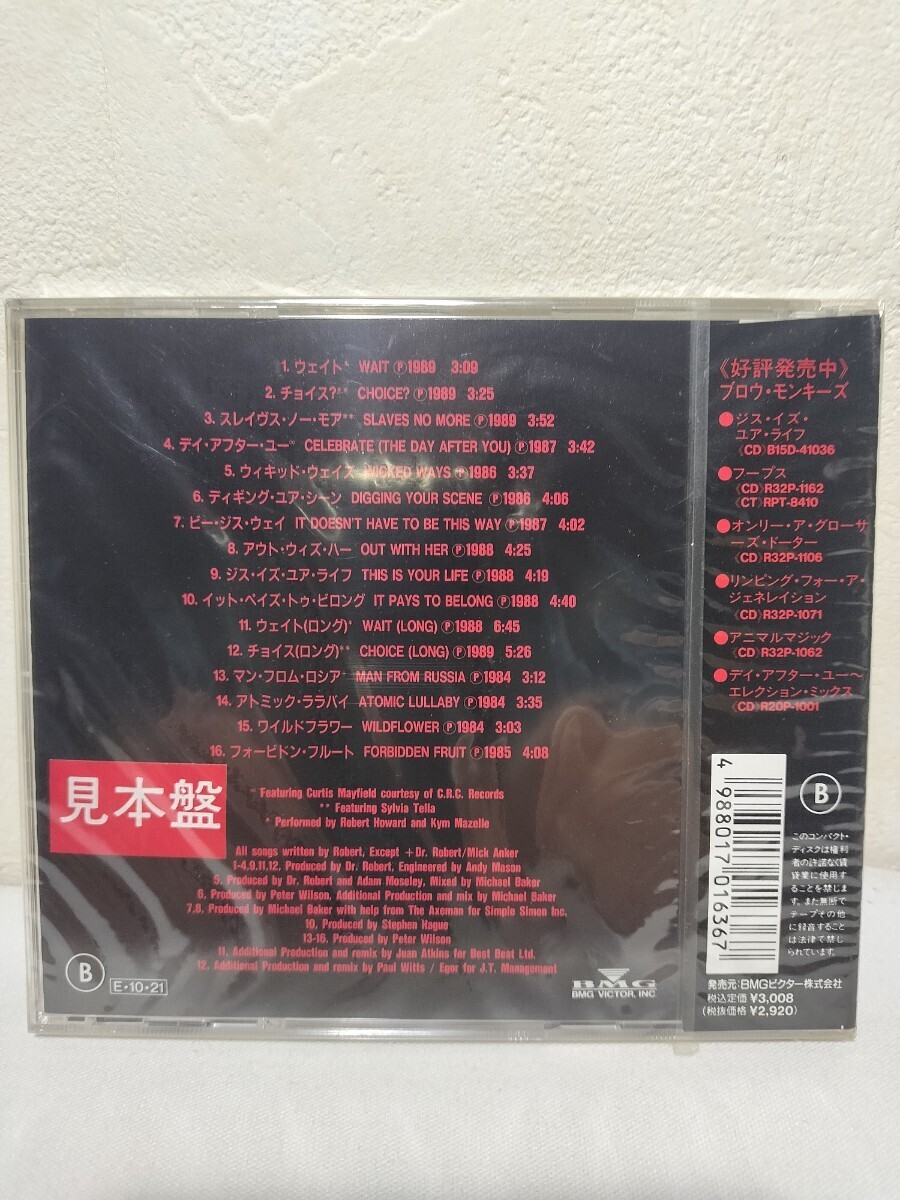 1. ウェイト* WAIT Ⓟ1989 3:09
2. チョイス?** CHOICE? Ⓟ1989 3:25
3. スレイヴス・ノー・モア** SLAVES NO MORE Ⓟ1989 3:52
4. デイ・アフター・ユー CELEBRATE (THE DAY AFTER YOU) Ⓟ1987 3:42
5. ウィキッド・ウェイズ WICKED WAYS Ⓟ1986 3:37
6. ディギング・ユア・シーン DIGGING YOUR SCENE Ⓟ1986 4:06
7. ビー・ジス・ウェイ IT DOESN'T HAVE TO BE THIS WAY Ⓟ1987 4:02
8. アウト・ウィズ・ハー OUT WITH HER Ⓟ1988 4:25
9. ジス・イズ・ユア・ライフ THIS IS YOUR LIFE Ⓟ1988 4:19
10. イット・ペイズ・トゥ・ビロング IT PAYS TO BELONG Ⓟ1988 4:40
11. ウェイト(ロング)* WAIT (LONG) Ⓟ1988 6:45
12. チョイス(ロング)** CHOICE (LONG) Ⓟ1989 5:26
13. マン・フロム・ロシア MAN FROM RUSSIA Ⓟ1984 3:12
14. アトミック・ララバイ ATOMIC LULLABY Ⓟ1984 3:35
15. ワイルドフラワー WILDFLOWER Ⓟ1984 3:03
16. フォービドン・フルート FORBIDDEN FRUIT Ⓟ1985 4:08
見本盤
Featuring Curtis Mayfield courtesy of C.R.C. Records
** Featuring Sylvia Tella
* Performed by Robert Howard and Kym Mazelle
All songs written by Robert, Except + Dr. Robert/Mick Anker
1-4,9,11,12. Produced by Dr. Robert, Engineered by Andy Mason
5. Produced by Dr. Robert and Adam Moseley, Mixed by Michael Baker
6. Produced by Peter Wilson, Additional Production and mix by Michael Baker
7,8. Produced by Michael Baker with help from The Axeman for Simple Simon Inc.
10. Produced by Stephen Hague
13-16. Produced by Peter Wilson
11. Additional Production and remix by Juan Atkins for Best Beat Ltd.
12. Additional Production and remix by Paul Witts / Egor for J.T. Management
B
E・10・21
BMG
BMG VICTOR, INC.
《好評発売中》
ブロウ・モンキーズ
●ジス・イズ・
ユア・ライフ
《CD》B15D-41036
●フープス
《CD》R32P-1162
《CT》RPT-8410
●オンリー・ア・グローサ
ーズ・ドーター
《CD》R32P-1106
●リンピング・フォー・ア・
ジェネレイション
《CD》R32P-1071
●アニマルマジック
《CD》R32P-1062
●デイ・アフター・ユー〜
エレクション・ミックス
《CD》R20P-1001
4 988017 016367
B
このコンパクト・
ディスクは権利
者の許諾なく賃
貸業に使用す
ることを禁じま
す。また無断で
テープその他
に録音すること
は法律で禁じ
られています。
発売元：BMGビクター株式会社
税込定価 ¥3,008
(税抜価格 ¥2,920)